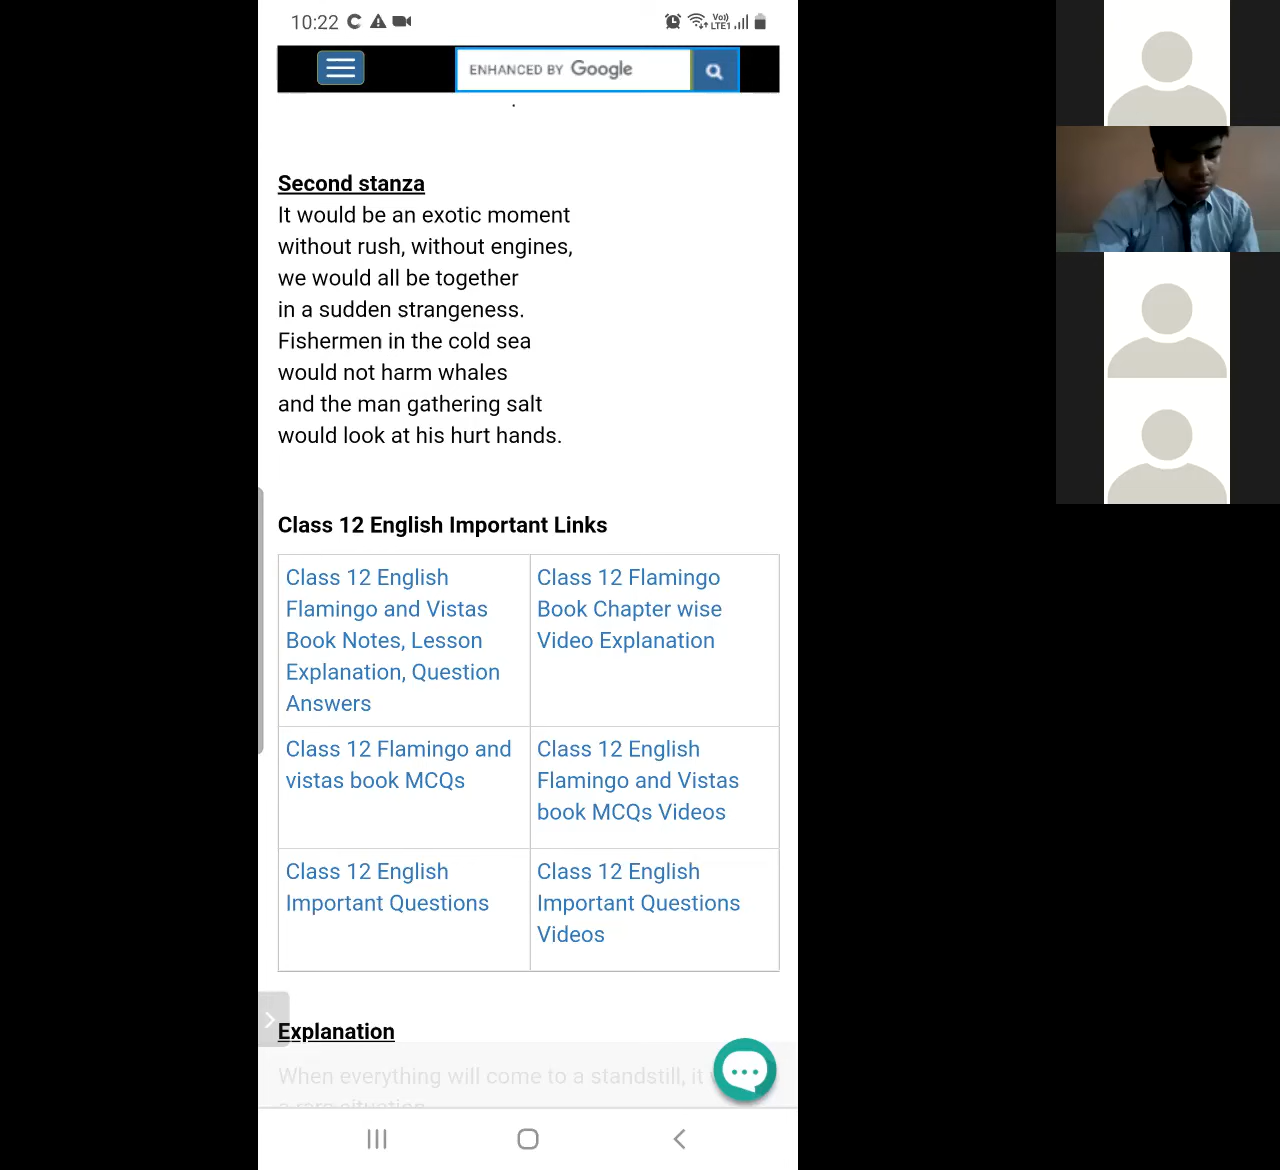 10:22
Vo))
LTE1
ENHANCED BY Google
Second stanza
It would be an exotic moment
without rush, without engines,
we would all be together
in a sudden strangeness.
Fishermen in the cold sea
would not harm whales
and the man gathering salt
would look at his hurt hands.
Class 12 English Important Links
Class 12 English
Flamingo and Vistas
Book Notes, Lesson
Explanation, Question
Answers
Class 12 Flamingo
Book Chapter wise
Video Explanation
Class 12 Flamingo and
vistas book MCQs
Class 12 English
Flamingo and Vistas
book MCQs Videos
Class 12 English
Important Questions
Class 12 English
Important Questions
Videos
Explanation
When everything will come to a standstill, it
a rare situation